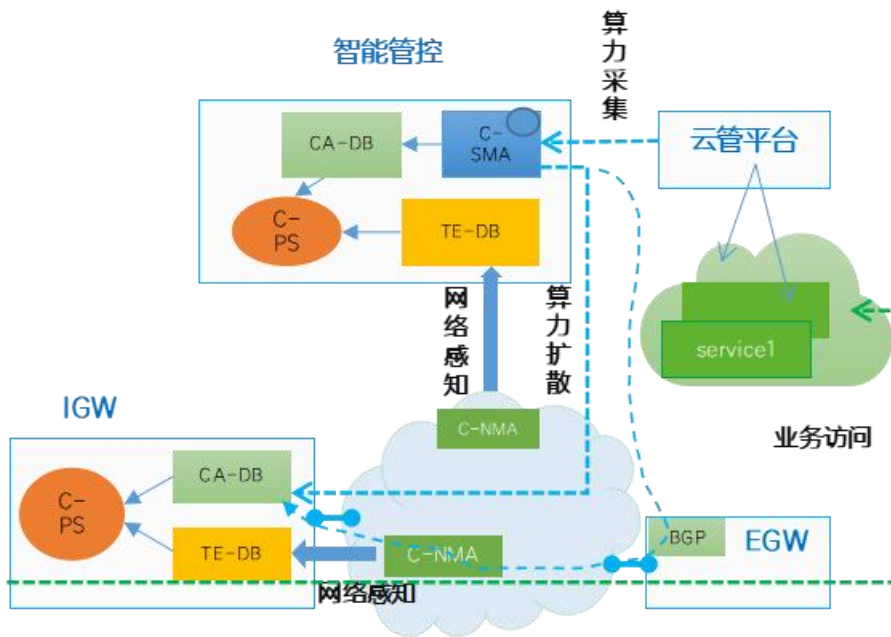 智能管控
算力采集
CA-DB
C-
SMA
云管平台
C-
PS
TE-DB
网络感知
算力扩散
service1
IGW
C-NMA
业务访问
CA-DB
C-
PS
TE-DB
C-NMA
BGP
EGW
网络感知